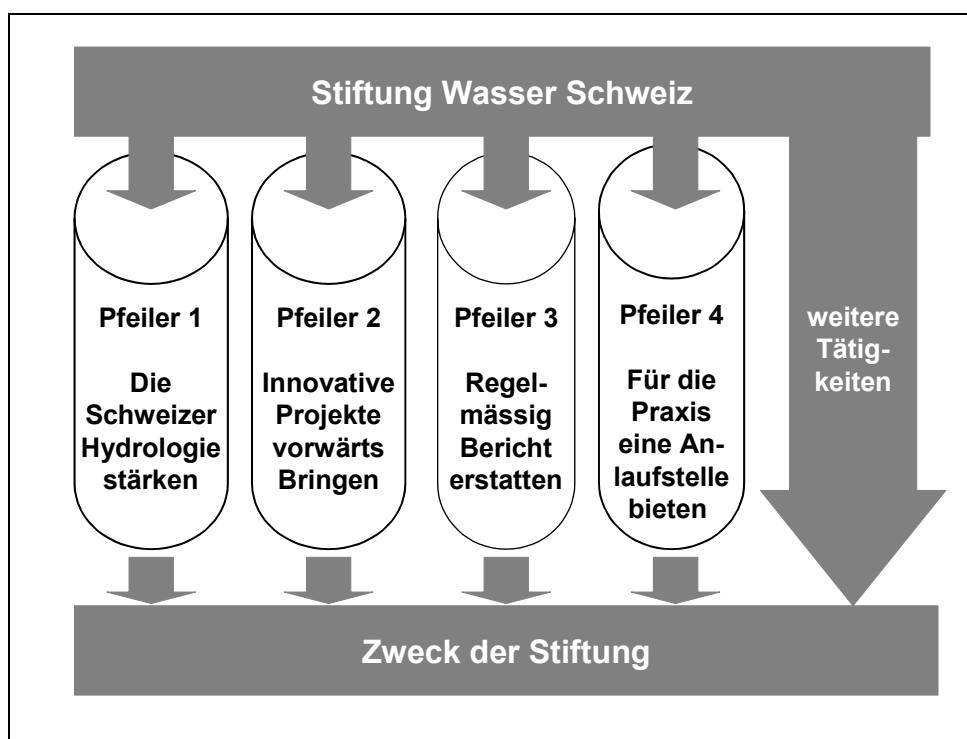 Stiftung Wasser Schweiz
Pfeiler 1
Die
Schweizer
Hydrologie
stärken
Pfeiler 2
Innovative
Projekte
vorwärts
Bringen
Pfeiler 3
Regel-
mässig
Bericht
erstatten
Pfeiler 4
Für die
Praxis
eine An-
laufstelle
bieten
weitere
Tätig-
keiten
Zweck der Stiftung